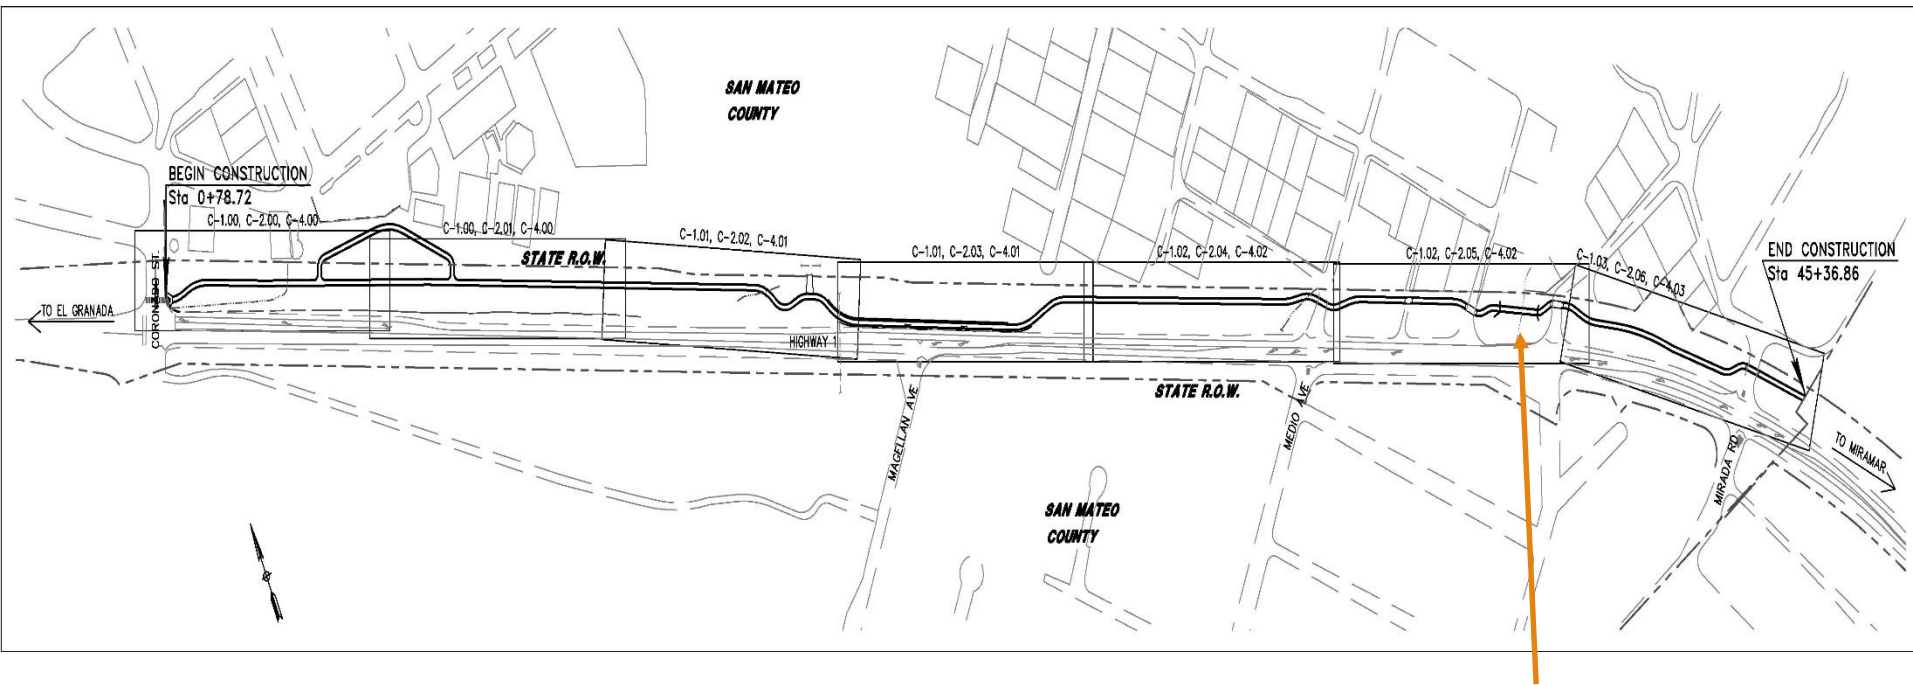 SAN MATEO
COUNTY
BEGIN CONSTRUCTION
Sta 0+78.72
C-1.00, C-2.00, C-4.00
C-1.00, C-2.01, C-4.00
C-1.01, C-2.02, C-4.01
C-1.01, C-2.03, C-4.01
C-1.02, C-2.04, C-4.02
C-1.02, C-2.05, C-4.02
C-1.03, C-2.06, C-4.03
END CONSTRUCTION
Sta 45+36.86
STATE R.O.W.
TO EL GRANADA
CORONADO ST.
HIGHWAY 1
STATE R.O.W.
MAGELLAN AVE
MEDIO AVE
MIRADA RD
TO MIRAMAR
SAN MATEO
COUNTY